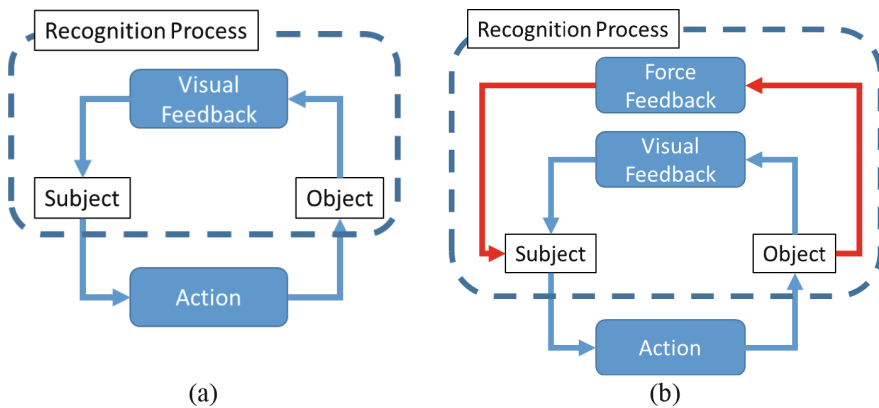 Recognition Process
Visual
Feedback
Subject
Object
Action
(a)
Recognition Process
Force
Feedback
Visual
Feedback
Subject
Object
Action
(b)